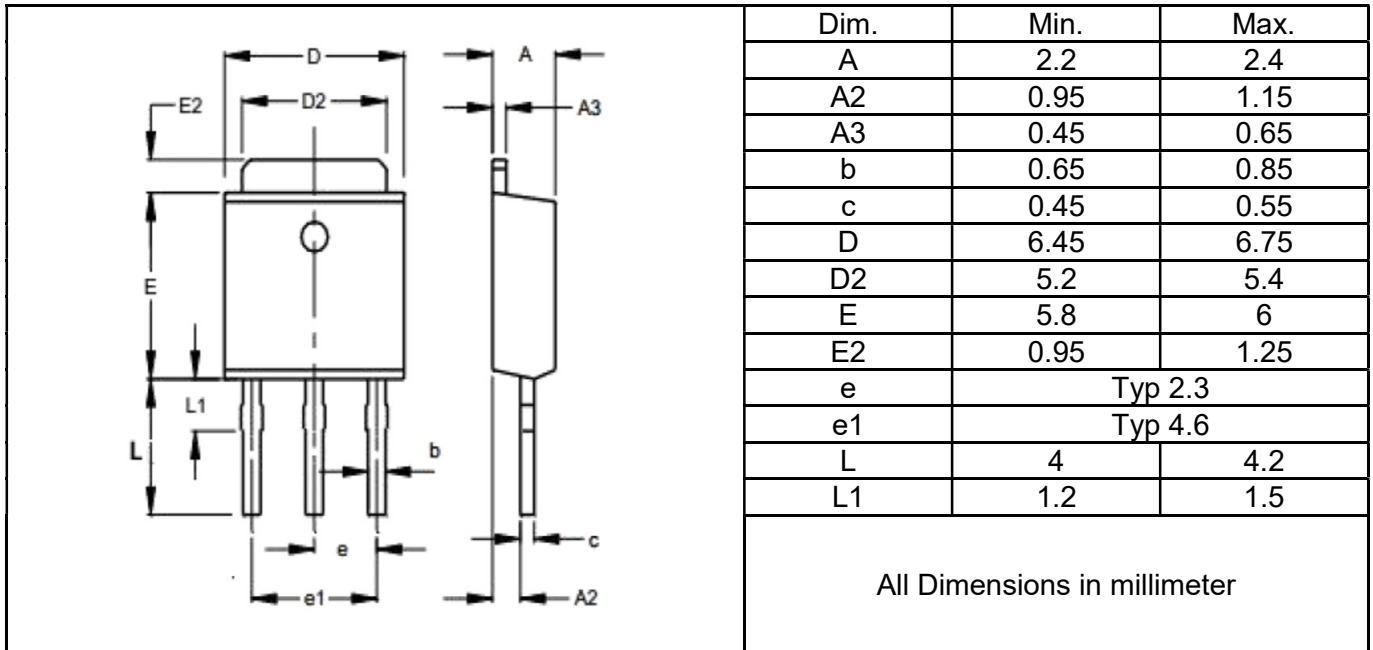 D
A
E2
D2
A3
E
L1
L
b
e
c
e1
A2
Dim. Min. Max.
A 2.2 2.4
A2 0.95 1.15
A3 0.45 0.65
b 0.65 0.85
c 0.45 0.55
D 6.45 6.75
D2 5.2 5.4
E 5.8 6
E2 0.95 1.25
e Typ 2.3
e1 Typ 4.6
L 4 4.2
L1 1.2 1.5
All Dimensions in millimeter